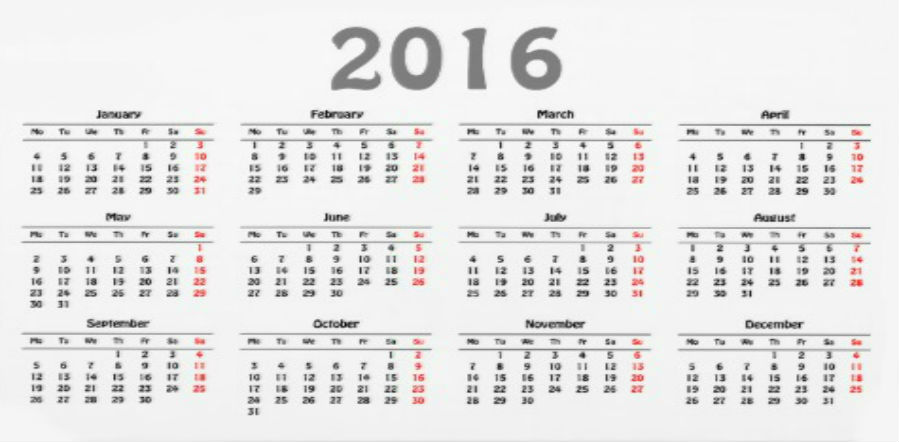 2016
January
Mo Tu We Th Fr Sa Su
1 2 3
4 5 6 7 8 9 10
11 12 13 14 15 16 17
18 19 20 21 22 23 24
25 26 27 28 29 30 31
February
Mo Tu We Th Fr Sa Su
1 2 3 4 5 6 7
8 9 10 11 12 13 14
15 16 17 18 19 20 21
22 23 24 25 26 27 28
29
March
Mo Tu We Th Fr Sa Su
1 2 3 4 5 6
7 8 9 10 11 12 13
14 15 16 17 18 19 20
21 22 23 24 25 26 27
28 29 30 31
April
Mo Tu We Th Fr Sa Su
1 2 3
4 5 6 7 8 9 10
11 12 13 14 15 16 17
18 19 20 21 22 23 24
25 26 27 28 29 30
May
Mo Tu We Th Fr Sa Su
1
2 3 4 5 6 7 8
9 10 11 12 13 14 15
16 17 18 19 20 21 22
23 24 25 26 27 28 29
30 31
June
Mo Tu We Th Fr Sa Su
1 2 3 4 5
6 7 8 9 10 11 12
13 14 15 16 17 18 19
20 21 22 23 24 25 26
27 28 29 30
July
Mo Tu We Th Fr Sa Su
1 2 3
4 5 6 7 8 9 10
11 12 13 14 15 16 17
18 19 20 21 22 23 24
25 26 27 28 29 30 31
August
Mo Tu We Th Fr Sa Su
1 2 3 4 5 6 7
8 9 10 11 12 13 14
15 16 17 18 19 20 21
22 23 24 25 26 27 28
29 30 31
September
Mo Tu We Th Fr Sa Su
1 2 3 4
5 6 7 8 9 10 11
12 13 14 15 16 17 18
19 20 21 22 23 24 25
26 27 28 29 30
October
Mo Tu We Th Fr Sa Su
1 2
3 4 5 6 7 8 9
10 11 12 13 14 15 16
17 18 19 20 21 22 23
24 25 26 27 28 29 30
31
November
Mo Tu We Th Fr Sa Su
1 2 3 4 5 6
7 8 9 10 11 12 13
14 15 16 17 18 19 20
21 22 23 24 25 26 27
28 29 30
December
Mo Tu We Th Fr Sa Su
1 2 3 4
5 6 7 8 9 10 11
12 13 14 15 16 17 18
19 20 21 22 23 24 25
26 27 28 29 30 31